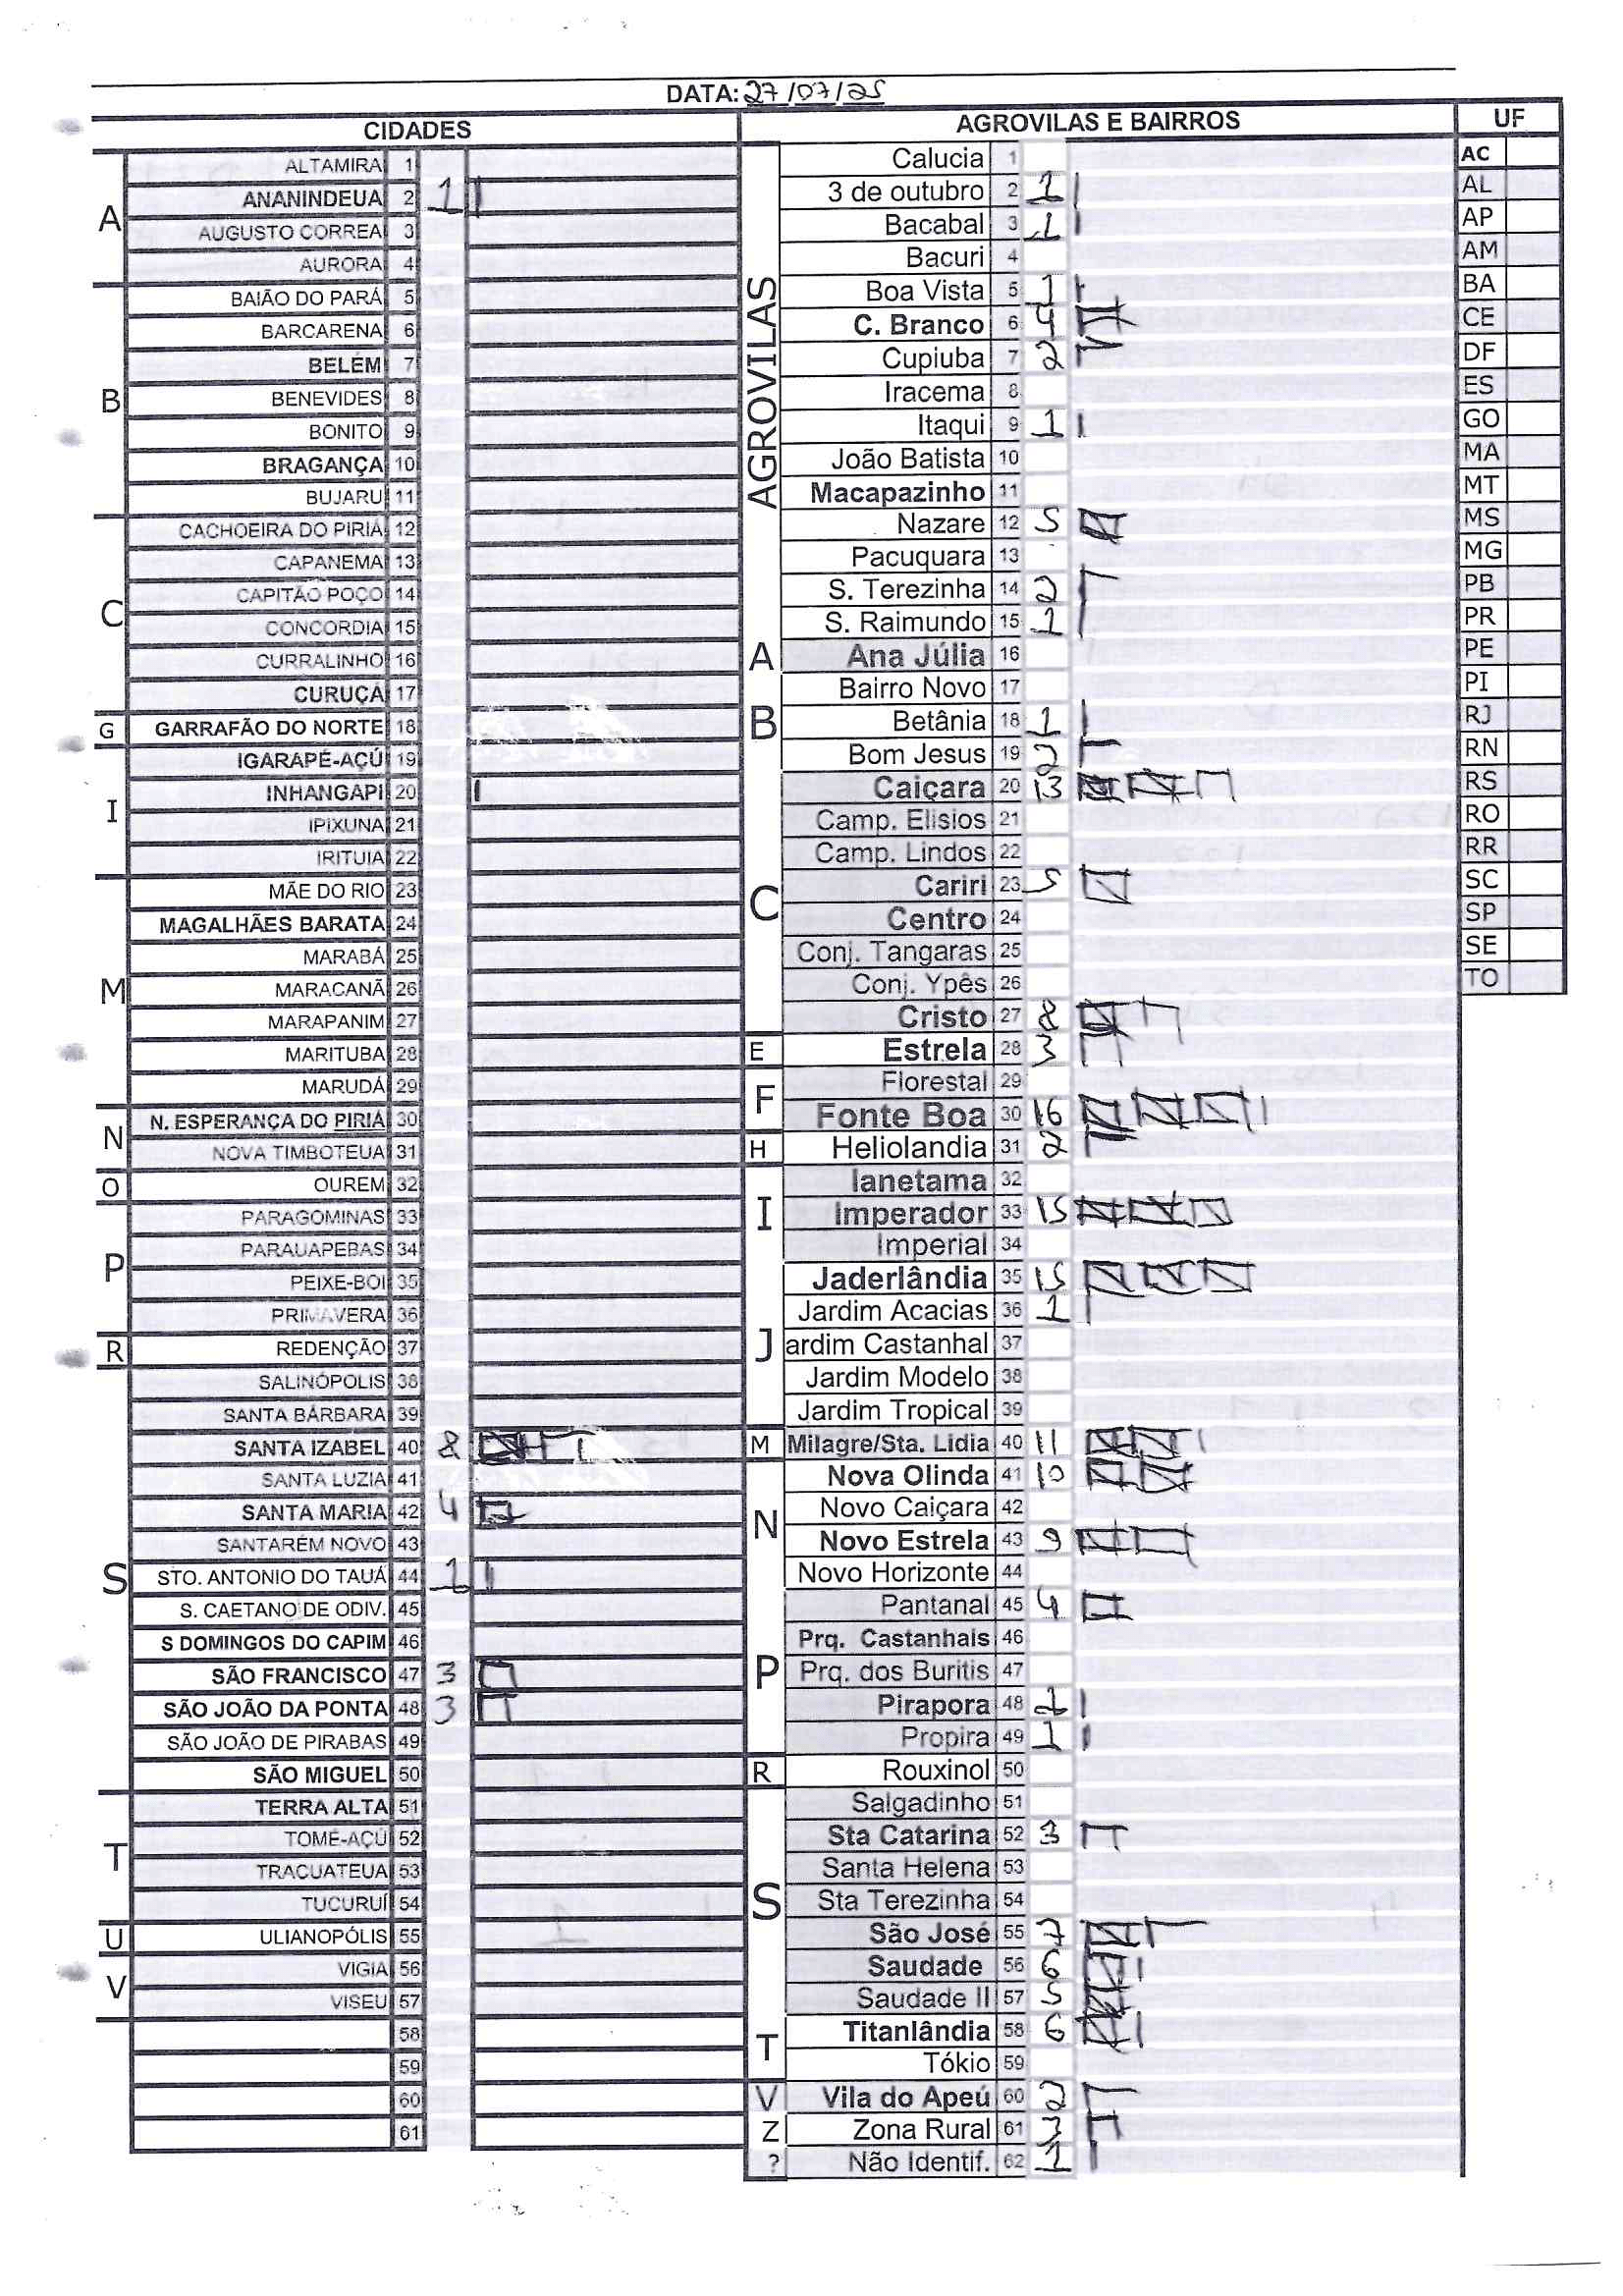 DATA: 27/07/25
CIDADES
A
ALTAMIRA 1
ANANINDEUA 2 1
AUGUSTO CORREA 3
AURORA 4
B
BAIÃO DO PARÁ 5
BARCARENA 6
BELÉM 7
BENEVIDES 8
BONITO 9
BRAGANÇA 10
BUJARU 11
C
CACHOEIRA DO PIRIÁ 12
CAPANEMA 13
CAPITÃO POÇO 14
CONCORDIA 15
CURRALINHO 16
CURUÇÁ 17
G
GARRAFÃO DO NORTE 18
I
IGARAPÉ-AÇÚ 19
INHANGAPI 20
IPIXUNA 21
IRITUIA 22
M
MÃE DO RIO 23
MAGALHÃES BARATA 24
MARABÁ 25
MARACANÃ 26
MARAPANIM 27
MARITUBA 28
MARUDÁ 29
N
N. ESPERANÇA DO PIRIÁ 30
NOVA TIMBOTEUA 31
O
OUREM 32
P
PARAGOMINAS 33
PARAUAPEBAS 34
PEIXE-BOI 35
PRIMAVERA 36
R
REDENÇÃO 37
S
SALINÓPOLIS 38
SANTA BÁRBARA 39
SANTA IZABEL 40 8
SANTA LUZIA 41
SANTA MARIA 42 4
SANTARÉM NOVO 43
STO. ANTONIO DO TAUÁ 44 1
S. CAETANO DE ODIV. 45
S DOMINGOS DO CAPIM 46
SÃO FRANCISCO 47 3
SÃO JOÃO DA PONTA 48 3
SÃO JOÃO DE PIRABAS 49
SÃO MIGUEL 50
T
TERRA ALTA 51
TOMÉ-AÇÚ 52
TRACUATEUA 53
TUCURUÍ 54
U
ULIANOPÓLIS 55
V
VIGIA 56
VISEU 57
58
59
60
61
AGROVILAS E BAIRROS
AGROVILAS
Calucia 1
3 de outubro 2 1
Bacabal 3 1
Bacuri 4
Boa Vista 5 1
C. Branco 6 4
Cupiuba 7 2
Iracema 8
Itaqui 9 1
João Batista 10
Macapazinho 11
Nazare 12 5
Pacuquara 13
S. Terezinha 14 2
S. Raimundo 15 1
A
Ana Júlia 16
B
Bairro Novo 17
Betânia 18 1
Bom Jesus 19 2
C
Caiçara 20 13
Camp. Elisios 21
Camp. Lindos 22
Cariri 23 5
Centro 24
Conj. Tangaras 25
Conj. Ypês 26
Cristo 27 8
E
Estrela 28 3
F
Florestal 29
Fonte Boa 30 16
H
Heliolandia 31 2
I
Ianetama 32
Imperador 33 15
Imperial 34
J
Jaderlândia 35 15
Jardim Acacias 36 1
ardim Castanhal 37
Jardim Modelo 38
Jardim Tropical 39
M
Milagre/Sta. Lidia 40 11
N
Nova Olinda 41 10
Novo Caiçara 42
Novo Estrela 43 9
Novo Horizonte 44
P
Pantanal 45 4
Prq. Castanhais 46
Prq. dos Buritis 47
Pirapora 48 1
Propira 49 1
R
Rouxinol 50
S
Salgadinho 51
Sta Catarina 52 3
Santa Helena 53
Sta Terezinha 54
São José 55 7
Saudade 56 6
Saudade II 57 5
T
Titanlândia 58 6
Tókio 59
V
Vila do Apeú 60 2
Z
Zona Rural 61 3
?
Não Identif. 62 1
UF
AC
AL
AP
AM
BA
CE
DF
ES
GO
MA
MT
MS
MG
PB
PR
PE
PI
RJ
RN
RS
RO
RR
SC
SP
SE
TO